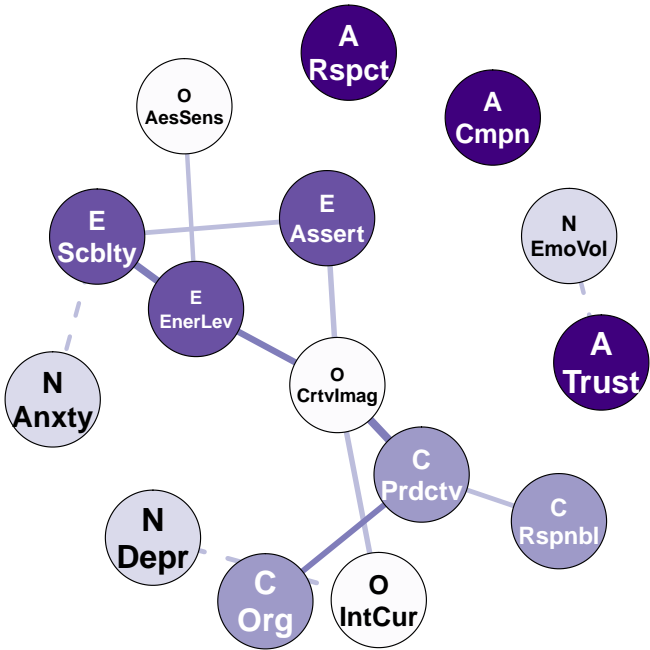 A
Rspct
O
AesSens
A
Cmpn
E
Scblty
E
Assert
N
EmoVol
E
EnerLev
A
Trust
N
Anxty
O
CrtvImag
C
Prdctv
C
Rspnbl
N
Depr
C
Org
O
IntCur